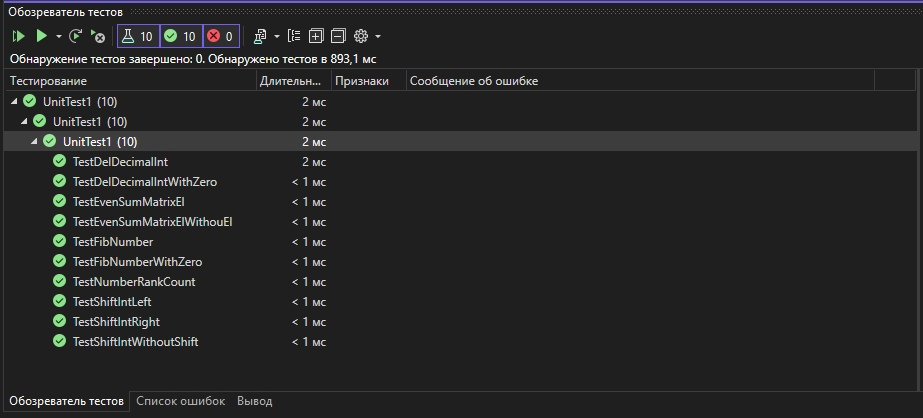 Обозреватель тестов
10 10 0
Обнаружение тестов завершено: 0. Обнаружено тестов в 893,1 мс
Тестирование Длительн... Признаки Сообщение об ошибке
UnitTest1 (10) 2 мс
UnitTest1 (10) 2 мс
UnitTest1 (10) 2 мс
TestDelDecimalInt 2 мс
TestDelDecimalIntWithZero < 1 мс
TestEvenSumMatrixEl < 1 мс
TestEvenSumMatrixElWithouEl < 1 мс
TestFibNumber < 1 мс
TestFibNumberWithZero < 1 мс
TestNumberRankCount < 1 мс
TestShiftIntLeft < 1 мс
TestShiftIntRight < 1 мс
TestShiftIntWithoutShift < 1 мс
Обозреватель тестов Список ошибок Вывод